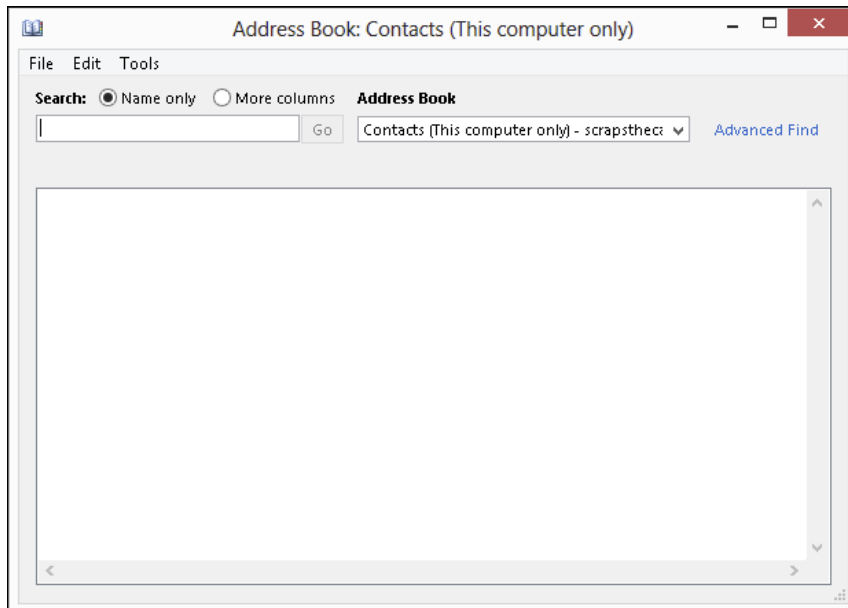 Address Book: Contacts (This computer only)
File Edit Tools
Search: Name only More columns Address Book
Go Contacts (This computer only) - scrapstheca Advanced Find